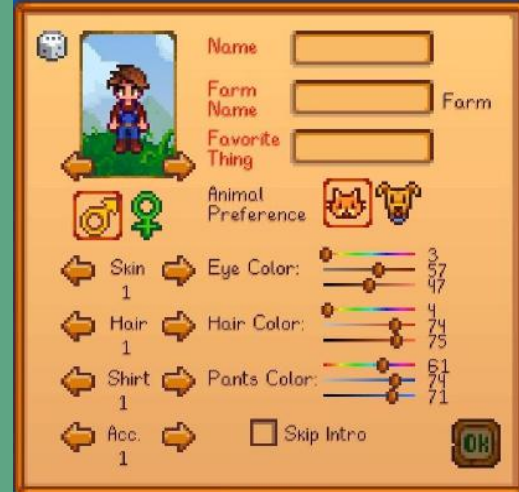 Name
Farm
Name
Farm
Favorite
Thing
Animal
Preference
Skin
1
Eye Color:
3
57
47
Hair
1
Hair Color:
4
74
75
Shirt
1
Pants Color:
61
74
71
Acc.
1
Skip Intro
Ok